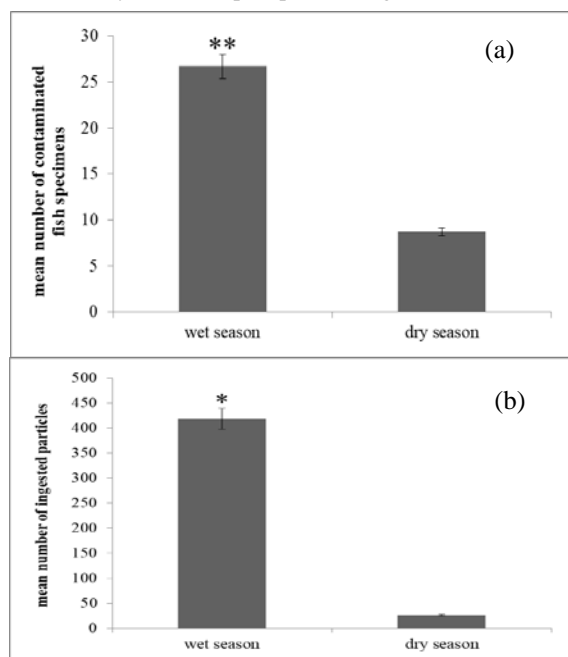 (a)
mean number of contaminated
fish specimens
30
25
20
15
10
5
0
**
wet season
dry season
(b)
mean number of ingested particles
500
450
400
350
300
250
200
150
100
50
0
*
wet season
dry season